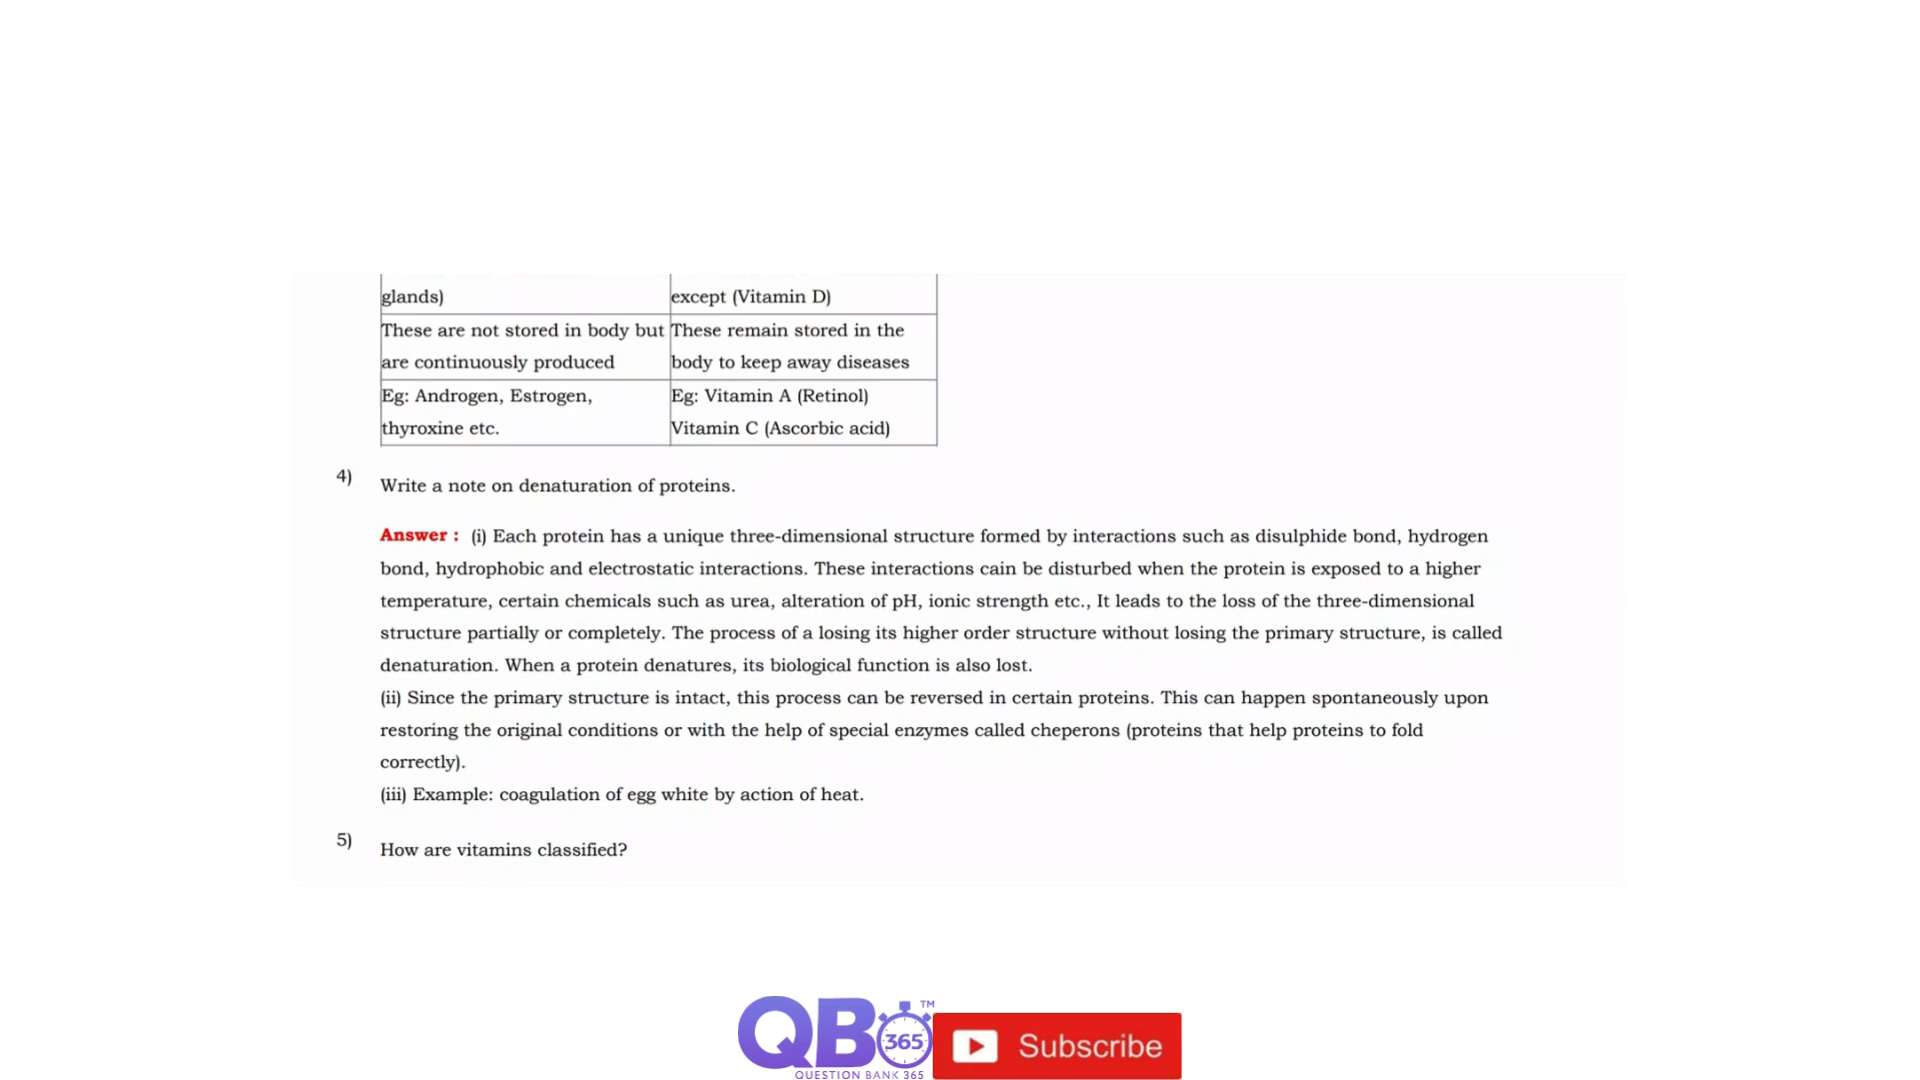 glands)
except (Vitamin D)
These are not stored in body but
are continuously produced
These remain stored in the
body to keep away diseases
Eg: Androgen, Estrogen,
thyroxine etc.
Eg: Vitamin A (Retinol)
Vitamin C (Ascorbic acid)
4)
Write a note on denaturation of proteins.
Answer : (i) Each protein has a unique three-dimensional structure formed by interactions such as disulphide bond, hydrogen
bond, hydrophobic and electrostatic interactions. These interactions cain be disturbed when the protein is exposed to a higher
temperature, certain chemicals such as urea, alteration of pH, ionic strength etc., It leads to the loss of the three-dimensional
structure partially or completely. The process of a losing its higher order structure without losing the primary structure, is called
denaturation. When a protein denatures, its biological function is also lost.
(ii) Since the primary structure is intact, this process can be reversed in certain proteins. This can happen spontaneously upon
restoring the original conditions or with the help of special enzymes called cheperons (proteins that help proteins to fold
correctly).
(iii) Example: coagulation of egg white by action of heat.
5)
How are vitamins classified?
QB 365 TM
QUESTION BANK 365
Subscribe